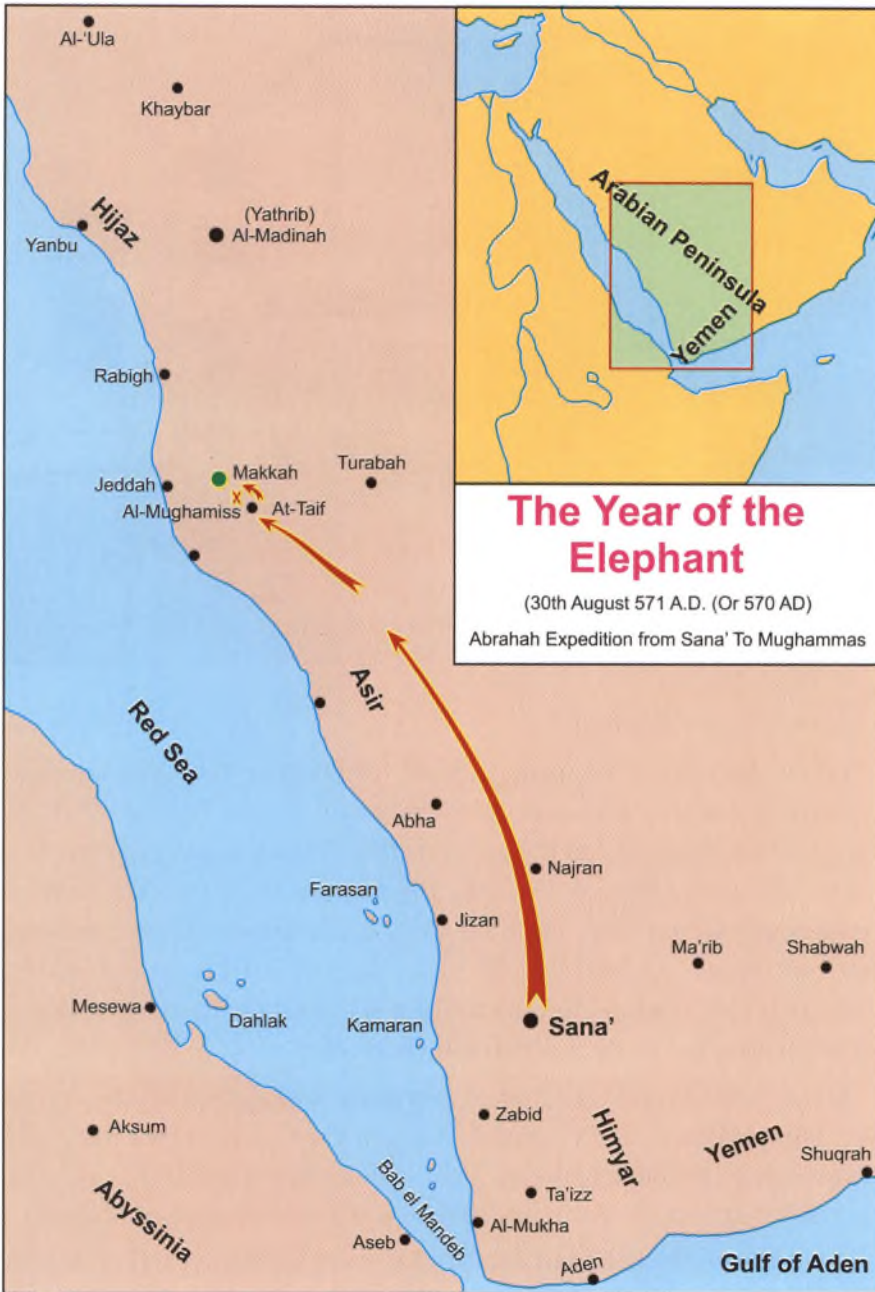 Al-'Ula
Khaybar
Hijaz
(Yathrib)
Al-Madinah
Yanbu
Rabigh
Makkah
Turabah
Jeddah
x
Al-Mughamiss
At-Taif
Asir
Red Sea
Abha
Najran
Farasan
Jizan
Ma'rib
Shabwah
Mesewa
Dahlak
Kamaran
Sana'
Zabid
Aksum
Himyar
Yemen
Shuqrah
Ta'izz
Abyssinia
Bab el Mandeb
Al-Mukha
Aseb
Aden
Gulf of Aden
Arabian Peninsula
Yemen
The Year of the
Elephant
(30th August 571 A.D. (Or 570 AD)
Abrahah Expedition from Sana' To Mughammas